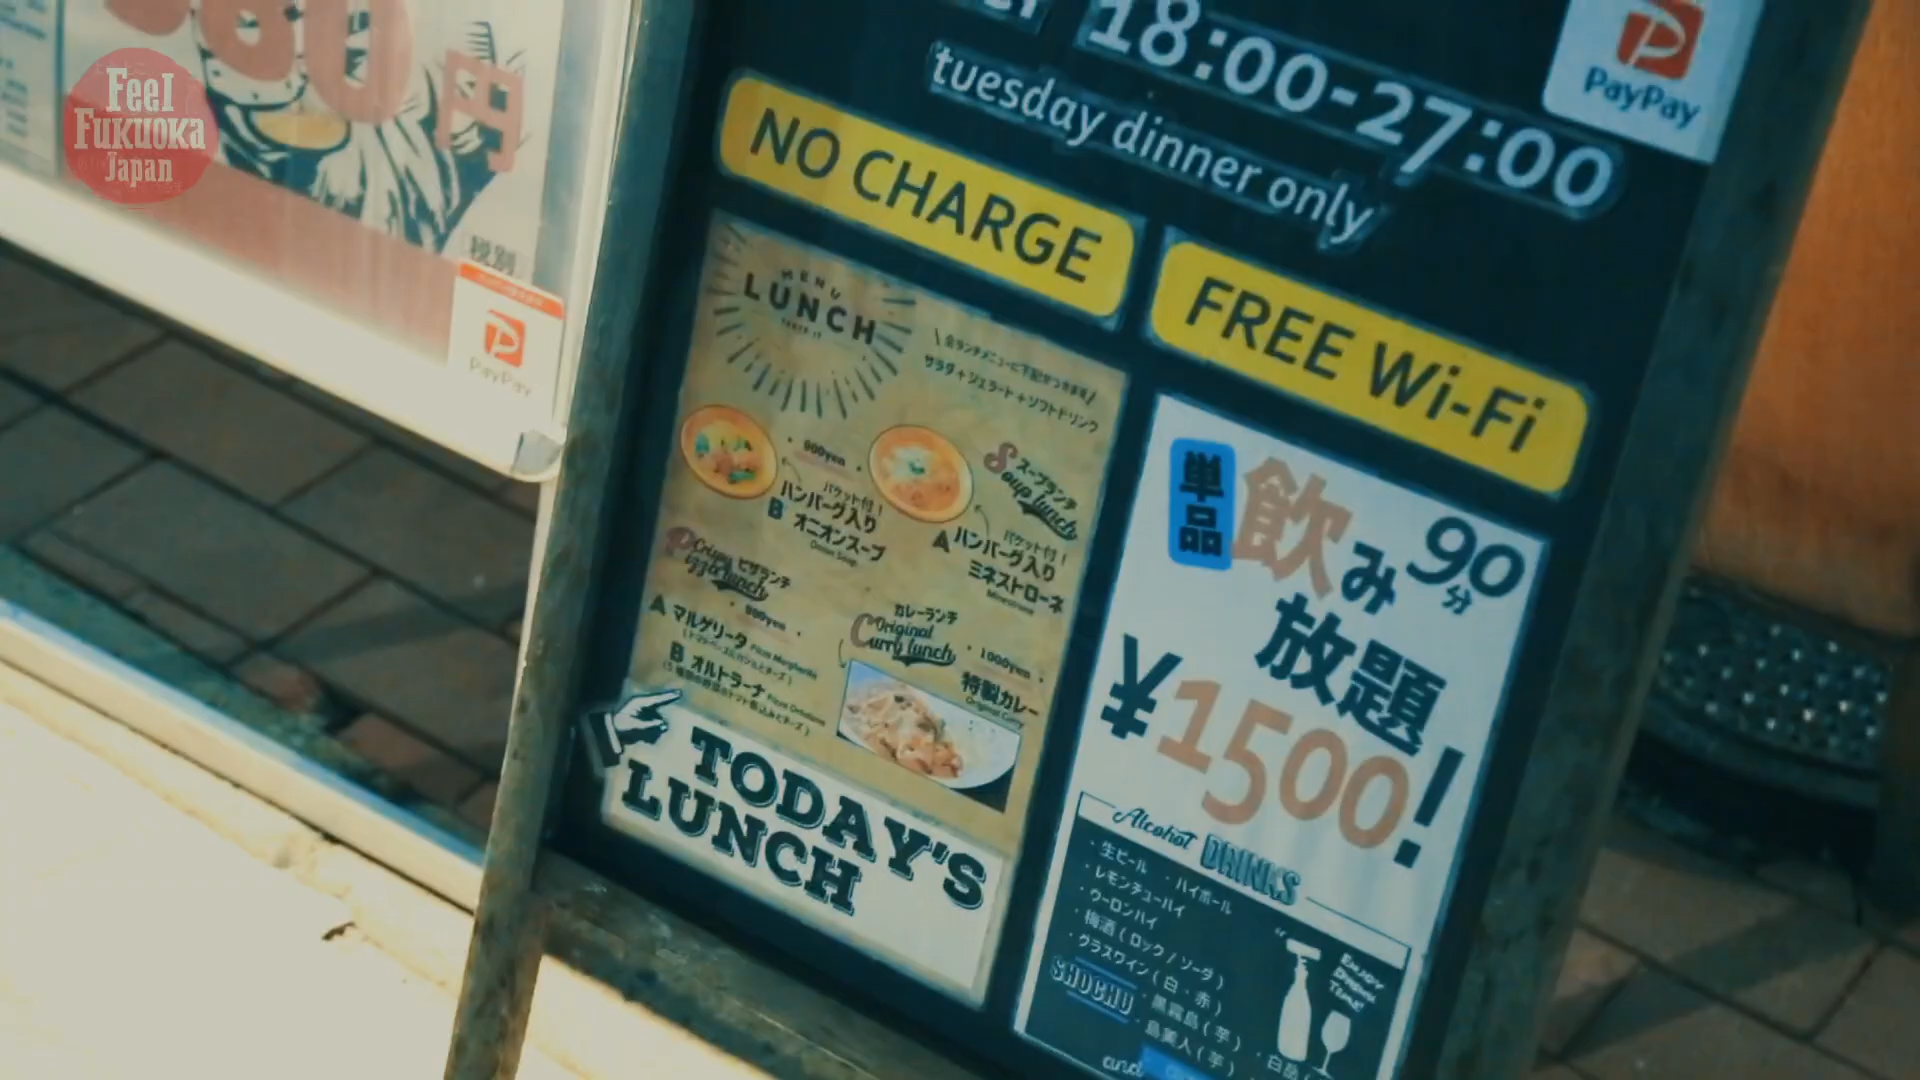 Feel
Fukuoka
Japan
円
税別
PayPay
18:00-27:00
tuesday dinner only
PayPay
NO CHARGE
FREE Wi-Fi
MENU
LUNCH
全ランチメニューに下記がつきます
サラダ+ジェラート+ソフトドリンク
900yen
スープランチ
Soup lunch
バケット付!
B ハンバーグ入り
オニオンスープ
Onion Soup
バケット付!
A ハンバーグ入り
ミネストローネ
Minestrone
Crispy ピザランチ
Pizza lunch
900yen
A マルゲリータ Pizza Margherita
B オルトラーナ Pizza Ortolana
カレーランチ
Original
Curry lunch
1000yen
特製カレー
Original Curry
TODAY'S
LUNCH
単品
飲み 90分
放題!
¥1500!
Alcohol DRINKS
・生ビール ・ハイボール
・レモンチューハイ
・ウーロンハイ
・梅酒(ロック/ソーダ)
・グラスワイン(白・赤)
SHOCHU
・黒霧島(芋)
・島美人(芋)
and
ENJOY
DRINKING
TIME!